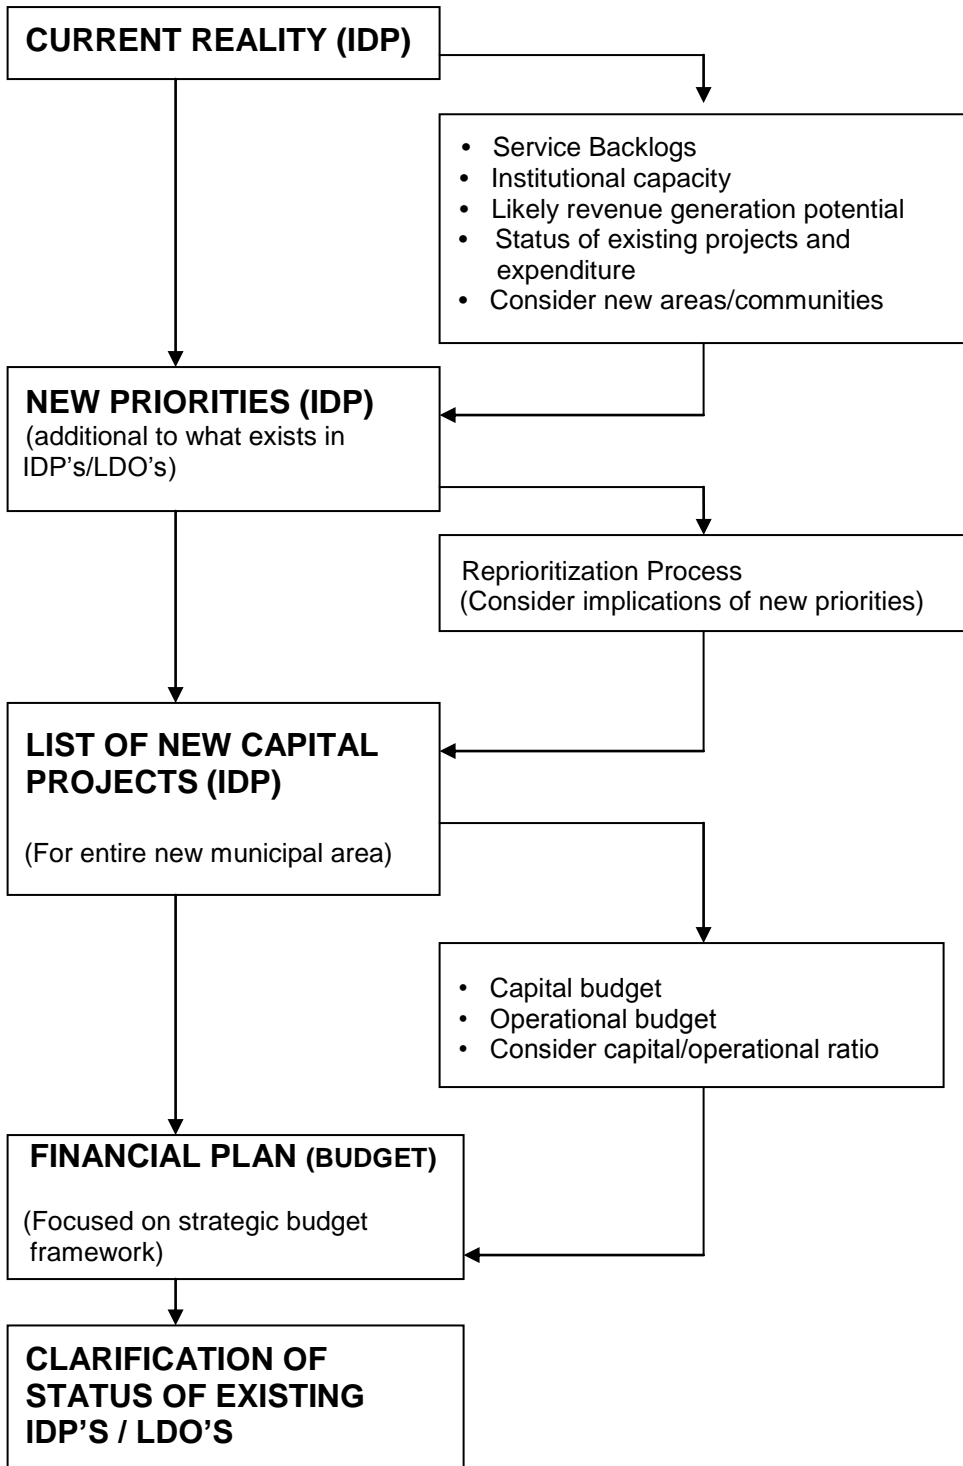 CURRENT REALITY (IDP)
• Service Backlogs
• Institutional capacity
• Likely revenue generation potential
• Status of existing projects and
expenditure
• Consider new areas/communities
NEW PRIORITIES (IDP)
(additional to what exists in
IDP's/LDO's)
Reprioritization Process
(Consider implications of new priorities)
LIST OF NEW CAPITAL
PROJECTS (IDP)
(For entire new municipal area)
• Capital budget
• Operational budget
• Consider capital/operational ratio
FINANCIAL PLAN (BUDGET)
(Focused on strategic budget
framework)
CLARIFICATION OF
STATUS OF EXISTING
IDP'S / LDO'S